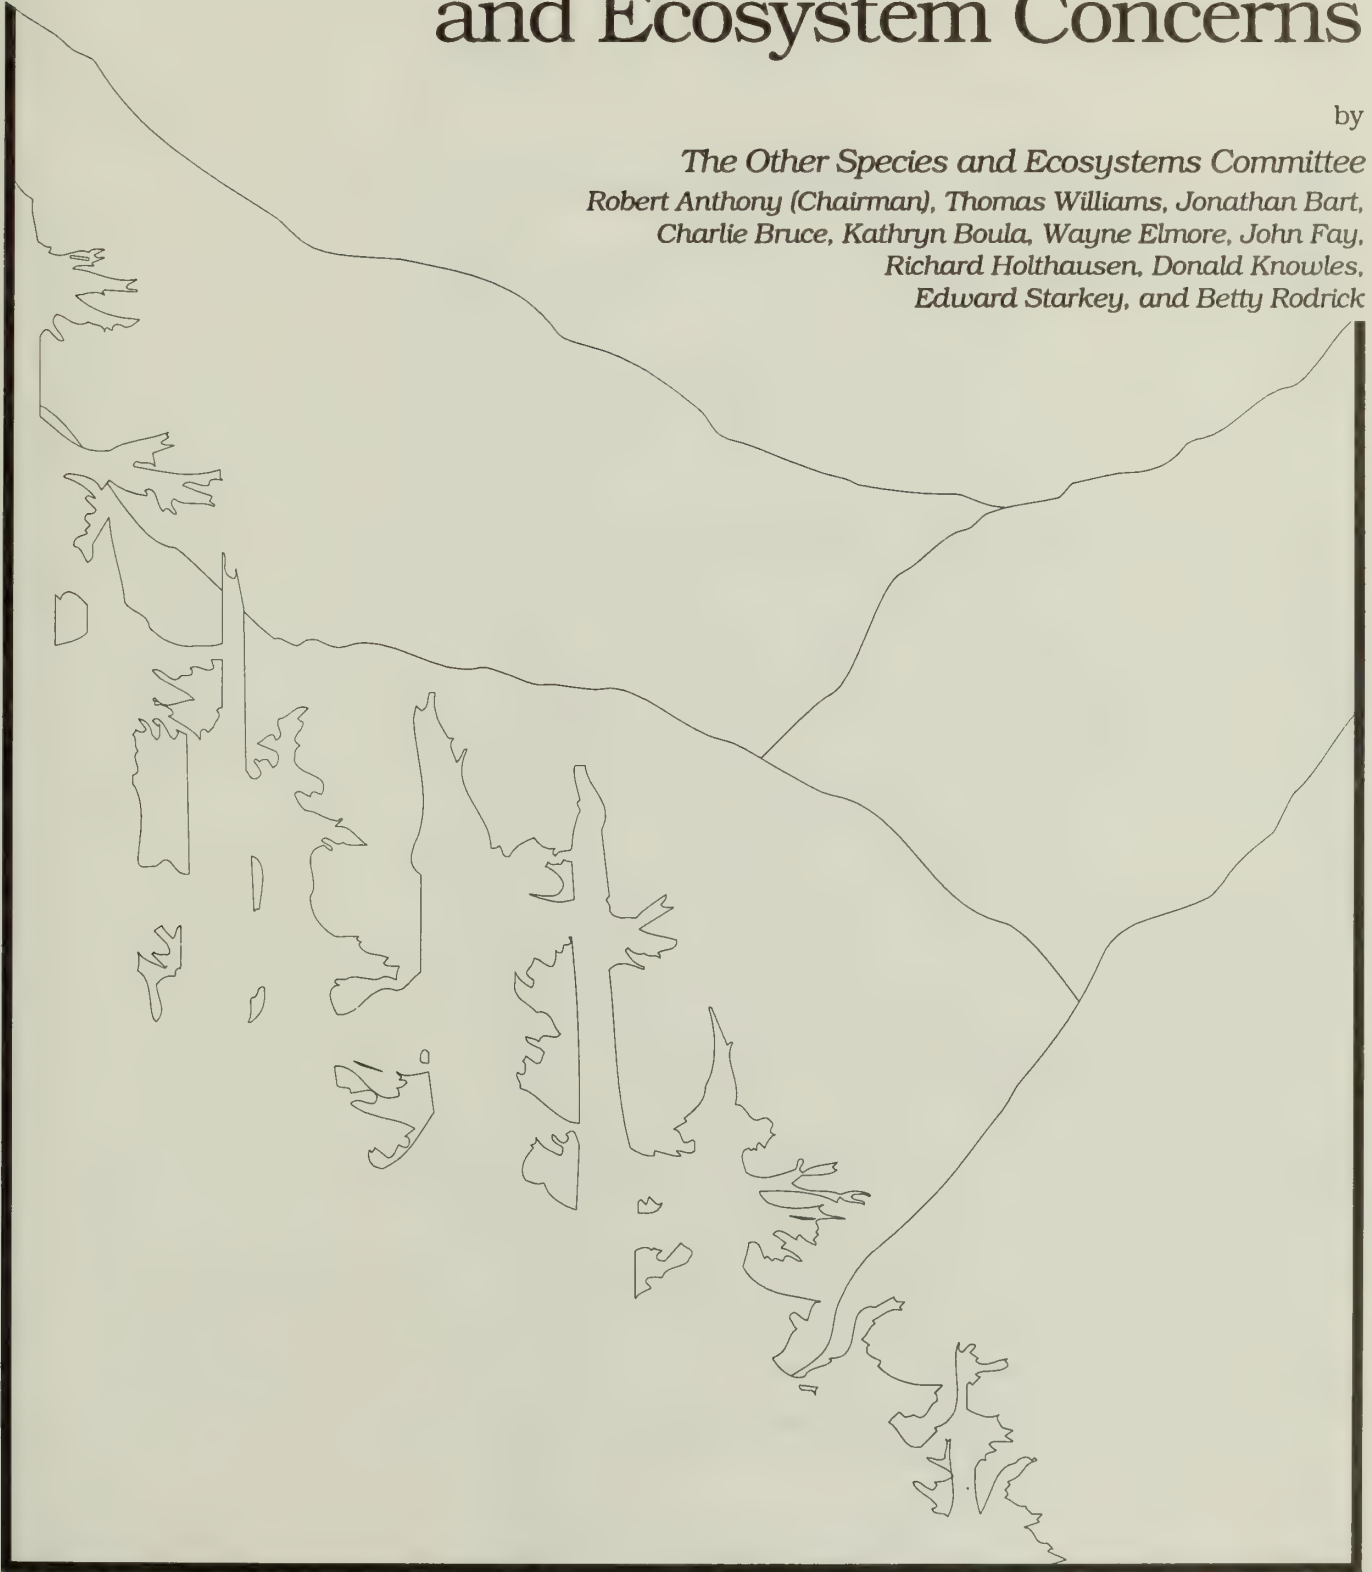 and Ecosystem Concerns
by
The Other Species and Ecosystems Committee
Robert Anthony (Chairman), Thomas Williams, Jonathan Bart,
Charlie Bruce, Kathryn Boula, Wayne Elmore, John Fay,
Richard Holthausen, Donald Knowles,
Edward Starkey, and Betty Rodrick